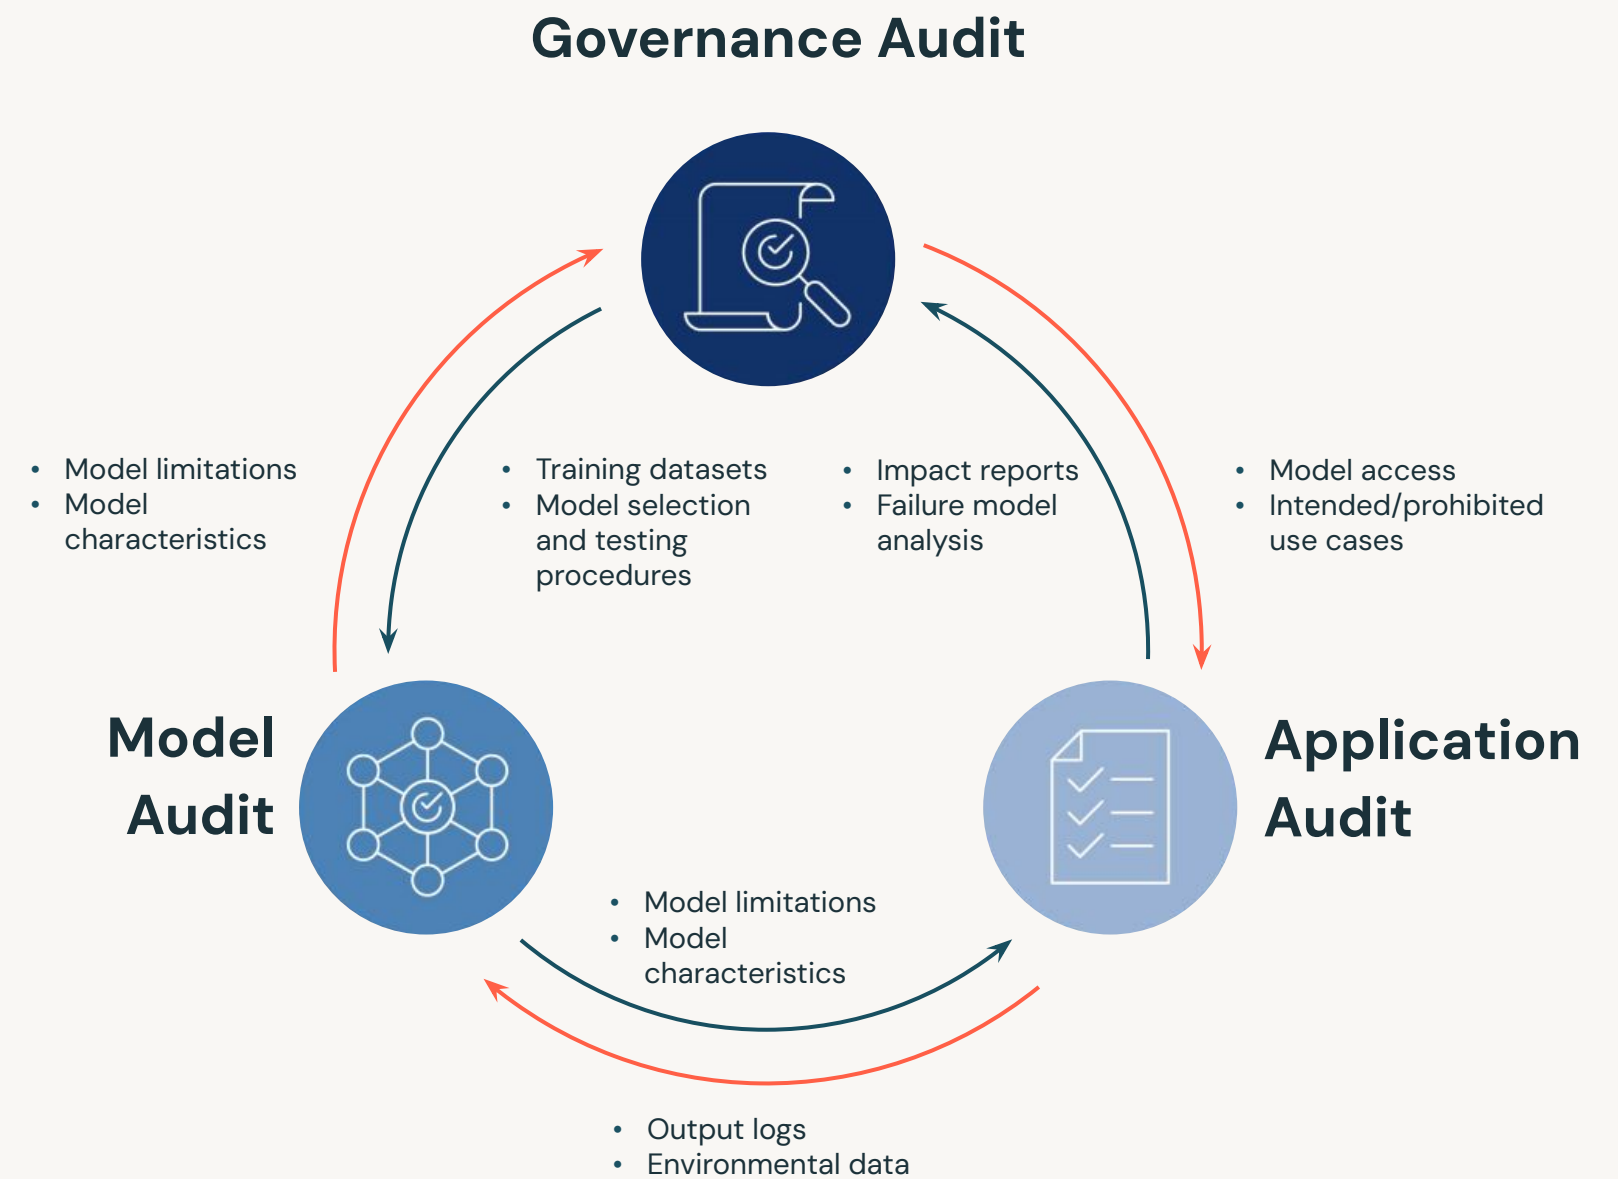 Governance Audit
• Model limitations
• Model
characteristics
• Training datasets
• Model selection
and testing
procedures
• Impact reports
• Failure model
analysis
• Model access
• Intended/prohibited
use cases
Model
Audit
Application
Audit
• Model limitations
• Model
characteristics
• Output logs
• Environmental data